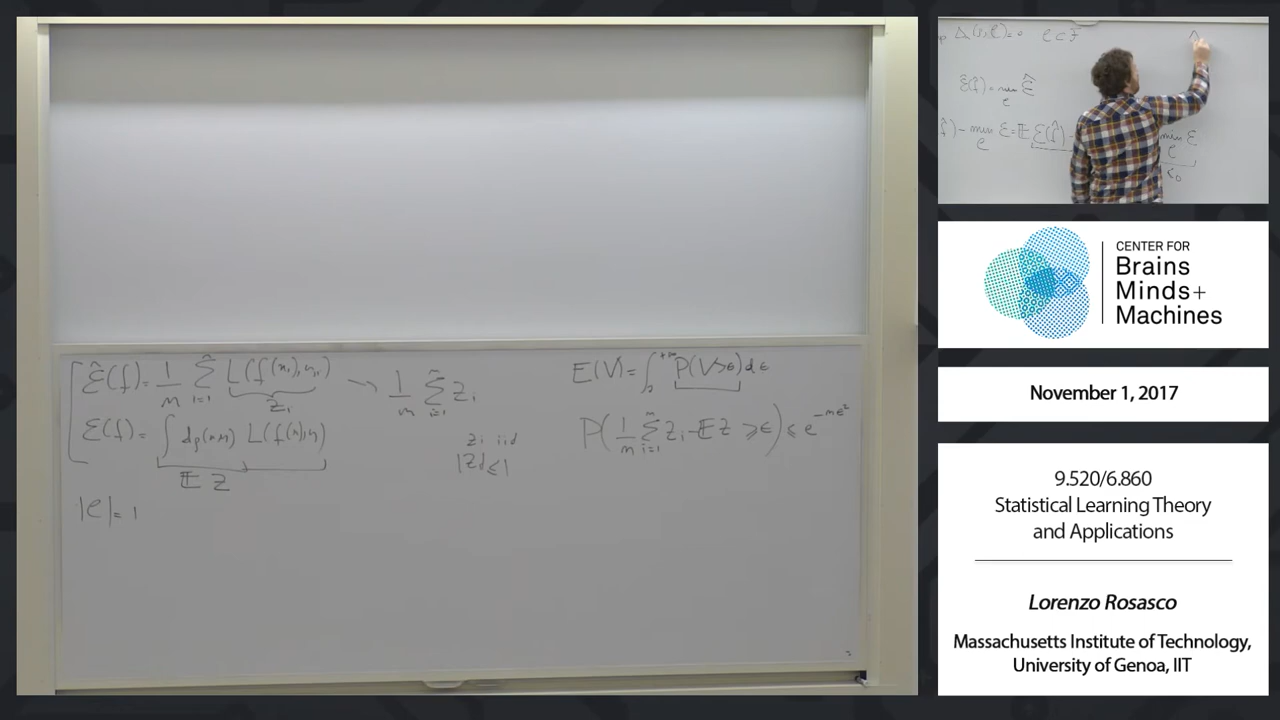 Ê(f) = 1/n Σ_{i=1}^n L(f(x_i), y_i) → 1/n Σ_{i=1}^n z_i
z_i
E(f) = ∫ dρ(x,y) L(f(x), y)
𝔼 z
z_i iid
|z_i| ≤ 1
|C| = 1
E(V) = ∫_0^{+∞} P(V>ε) dε
P( 1/n Σ_{i=1}^n z_i - 𝔼 z ⩾ ε ) ≤ e^{-nε²}
C ⊂ F
Ê(f̂) = min_C Ê
CENTER FOR
Brains
Minds+
Machines
November 1, 2017
9.520/6.860
Statistical Learning Theory
and Applications
Lorenzo Rosasco
Massachusetts Institute of Technology,
University of Genoa, IIT